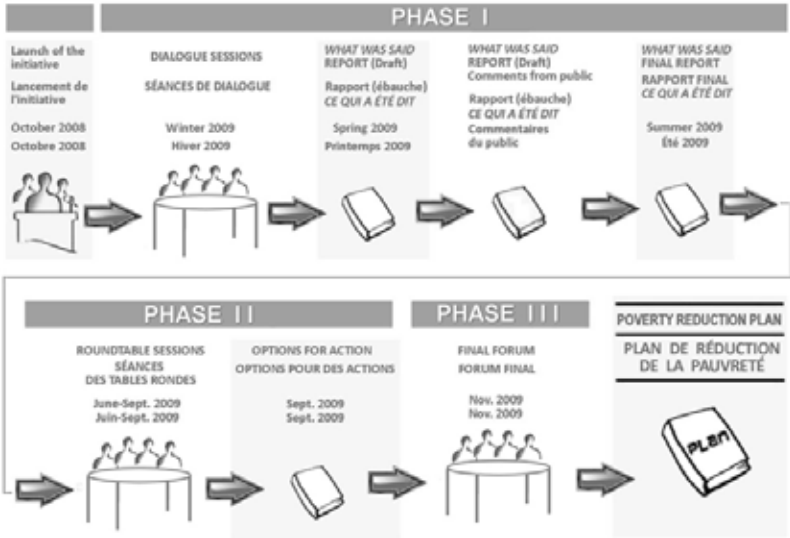 PHASE I
Launch of the
initiative
Lancement de
l'initiative
October 2008
Octobre 2008
DIALOGUE SESSIONS
SÉANCES DE DIALOGUE
Winter 2009
Hiver 2009
WHAT WAS SAID
REPORT (Draft)
Rapport (ébauche)
CE QUI A ÉTÉ DIT
Spring 2009
Printemps 2009
WHAT WAS SAID
REPORT (Draft)
Comments from public
Rapport (ébauche)
CE QUI A ÉTÉ DIT
Commentaires
du public
WHAT WAS SAID
FINAL REPORT
RAPPORT FINAL
CE QUI A ÉTÉ DIT
Summer 2009
Été 2009
PHASE II
ROUNDTABLE SESSIONS
SÉANCES
DES TABLES RONDES
June-Sept. 2009
Juin-Sept. 2009
OPTIONS FOR ACTION
OPTIONS POUR DES ACTIONS
Sept. 2009
Sept. 2009
PHASE III
FINAL FORUM
FORUM FINAL
Nov. 2009
Nov. 2009
POVERTY REDUCTION PLAN
PLAN DE RÉDUCTION
DE LA PAUVRETÉ
PLan